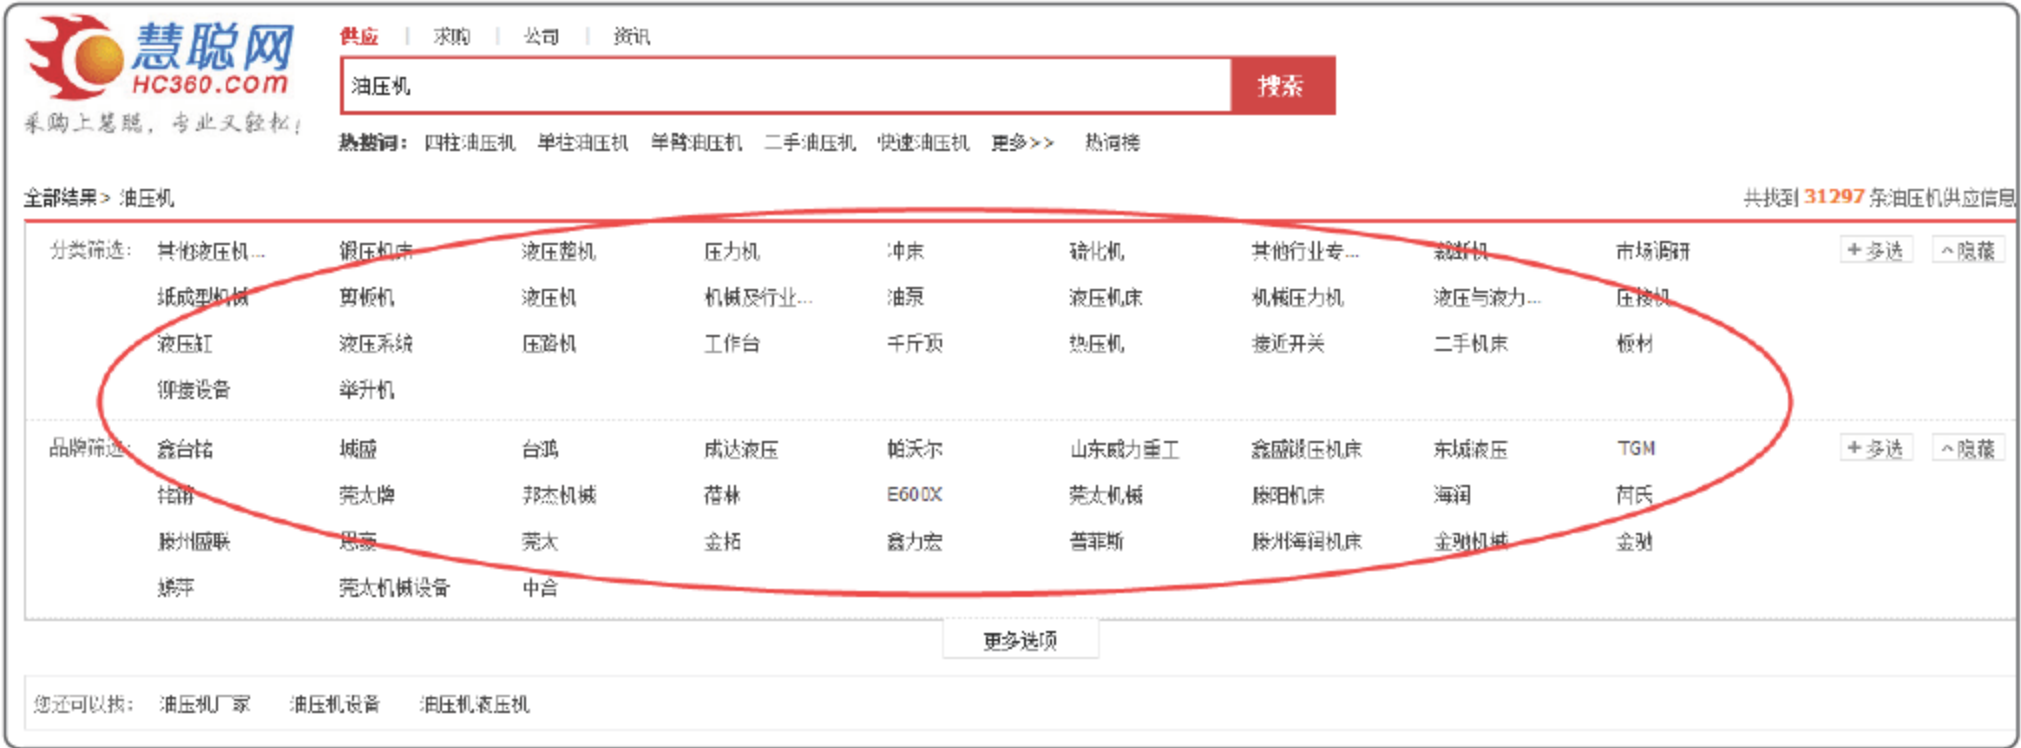 慧聪网
HC360.com
采购上慧聪，专业又轻松！
供应 | 求购 | 公司 | 资讯
油压机 搜索
热搜词： 四柱油压机 单柱油压机 单臂油压机 二手油压机 快速油压机 更多>> 热词榜
全部结果> 油压机 共找到 31297 条油压机供应信息
分类筛选： 其他液压机... 锻压机床 液压整机 压力机 冲床 硫化机 其他行业专... 裁断机 市场调研 +多选 ^隐藏
纸成型机械 剪板机 液压机 机械及行业... 油泵 液压机床 机械压力机 液压与液力... 压接机
液压缸 液压系统 压路机 工作台 千斤顶 热压机 接近开关 二手机床 板材
铆接设备 举升机
品牌筛选： 鑫台铭 城盛 台鸿 成达液压 帕沃尔 山东威力重工 鑫盛锻压机床 东城液压 TGM +多选 ^隐藏
铭锵 莞太牌 邦杰机械 蓓林 E600X 莞太机械 滕阳机床 海润 芮氏
滕州盛联 思豪 莞太 金拓 鑫力宏 普菲斯 滕州海润机床 金驰机械 金驰
娣萍 莞太机械设备 中合
更多选项
您还可以找： 油压机厂家 油压机设备 油压机液压机